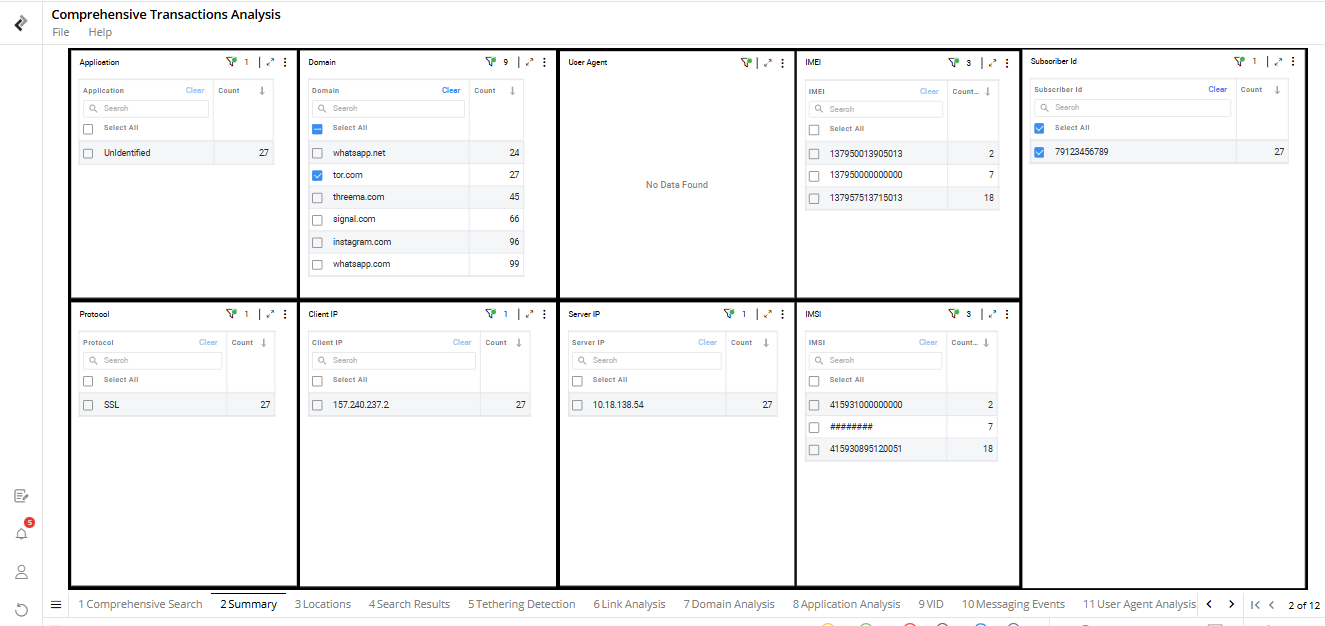 Comprehensive Transactions Analysis
File Help
Application 1
Application Clear Count
Search
Select All
UnIdentified 27
Domain 9
Domain Clear Count
Search
Select All
whatsapp.net 24
tor.com 27
threema.com 45
signal.com 66
instagram.com 96
whatsapp.com 99
User Agent
No Data Found
IMEI 3
IMEI Clear Count...
Search
Select All
137950013905013 2
137950000000000 7
137957513715013 18
Subscriber Id 1
Subscriber Id Clear Count
Search
Select All
79123456789 27
Protocol 1
Protocol Clear Count
Search
Select All
SSL 27
Client IP 1
Client IP Clear Count
Search
Select All
157.240.237.2 27
Server IP 1
Server IP Clear Count
Search
Select All
10.18.138.54 27
IMSI 3
IMSI Clear Count...
Search
Select All
415931000000000 2
######## 7
415930895120051 18
5
1 Comprehensive Search 2 Summary 3 Locations 4 Search Results 5 Tethering Detection 6 Link Analysis 7 Domain Analysis 8 Application Analysis 9 VID 10 Messaging Events 11 User Agent Analysis 2 of 12